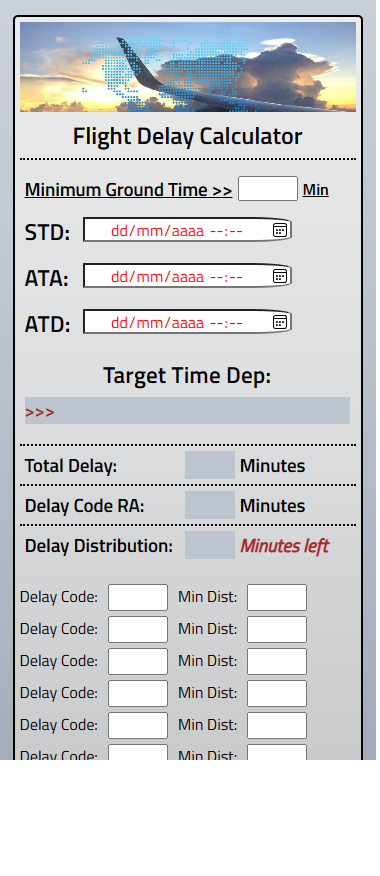 Flight Delay Calculator
Minimum Ground Time >> Min
STD: dd/mm/aaaa --:--
ATA: dd/mm/aaaa --:--
ATD: dd/mm/aaaa --:--
Target Time Dep:
>>>
Total Delay: Minutes
Delay Code RA: Minutes
Delay Distribution: Minutes left
Delay Code: Min Dist:
Delay Code: Min Dist:
Delay Code: Min Dist:
Delay Code: Min Dist:
Delay Code: Min Dist:
Delay Code: Min Dist: